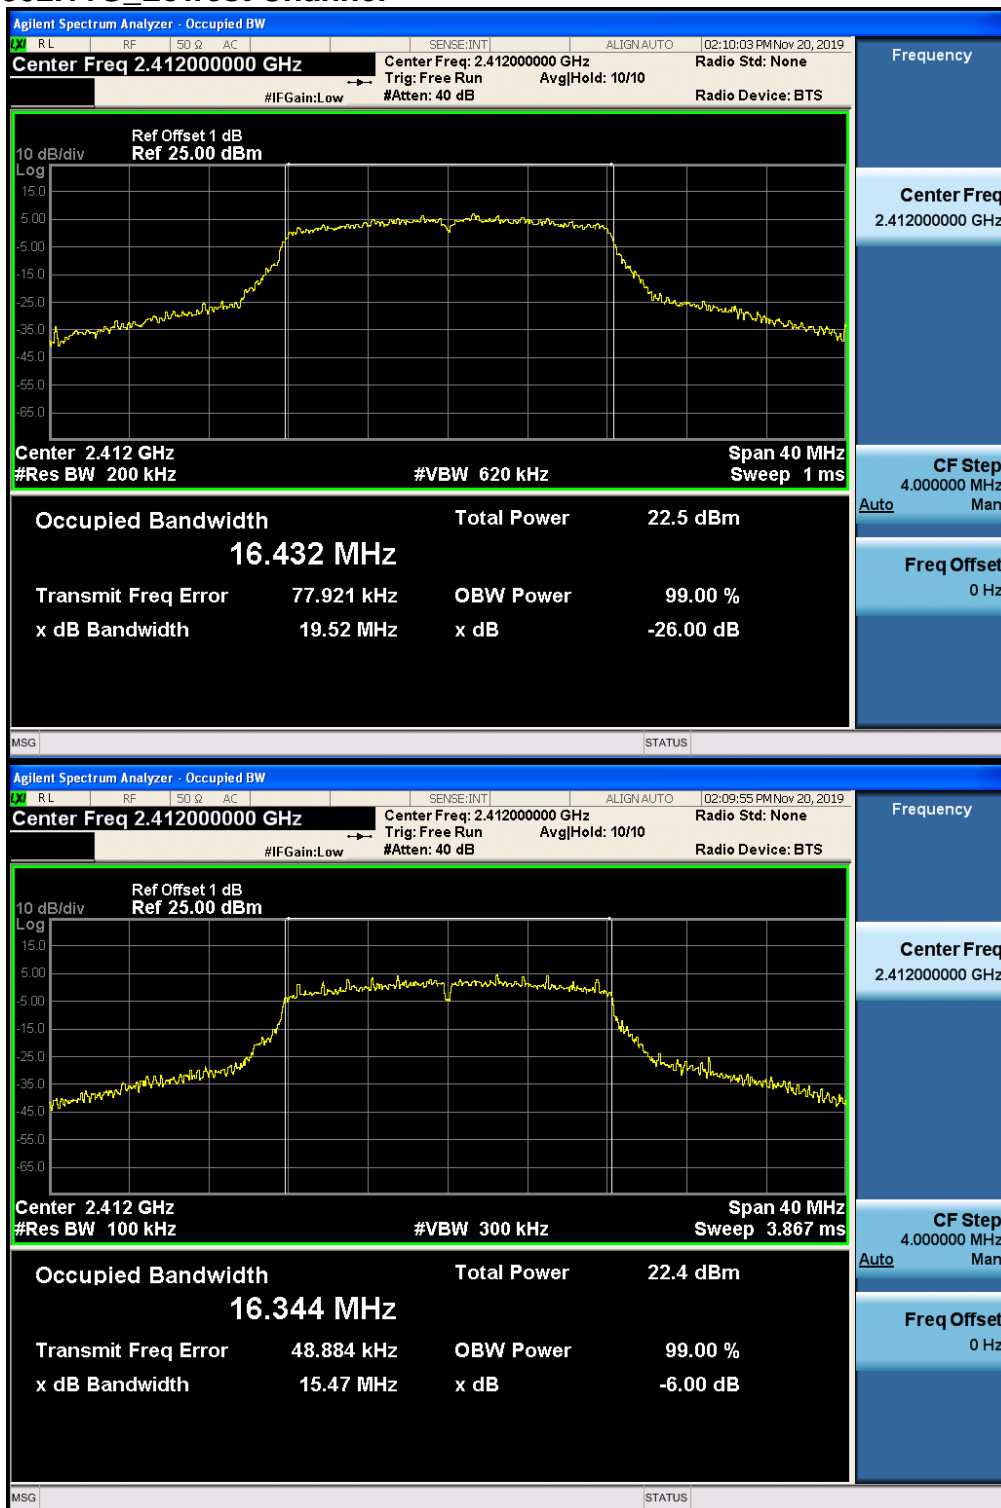 Agilent Spectrum Analyzer - Occupied BW
LXI RL RF 50 Ω AC SENSE:INT ALIGN AUTO 02:10:03 PM Nov 20, 2019
Center Freq 2.412000000 GHz Center Freq: 2.412000000 GHz Radio Std: None Frequency
Trig: Free Run Avg|Hold: 10/10
#IFGain:Low #Atten: 40 dB Radio Device: BTS
Ref Offset 1 dB
10 dB/div Ref 25.00 dBm
Log
15.0
5.00
-5.00
-15.0
-25.0
-35.0
-45.0
-55.0
-65.0
Center 2.412 GHz Span 40 MHz
#Res BW 200 kHz #VBW 620 kHz Sweep 1 ms
Center Freq
2.412000000 GHz
CF Step
4.000000 MHz
Auto Man
Freq Offset
0 Hz
Occupied Bandwidth Total Power 22.5 dBm
16.432 MHz
Transmit Freq Error 77.921 kHz OBW Power 99.00 %
x dB Bandwidth 19.52 MHz x dB -26.00 dB
MSG STATUS
Agilent Spectrum Analyzer - Occupied BW
LXI RL RF 50 Ω AC SENSE:INT ALIGN AUTO 02:09:55 PM Nov 20, 2019
Center Freq 2.412000000 GHz Center Freq: 2.412000000 GHz Radio Std: None Frequency
Trig: Free Run Avg|Hold: 10/10
#IFGain:Low #Atten: 40 dB Radio Device: BTS
Ref Offset 1 dB
10 dB/div Ref 25.00 dBm
Log
15.0
5.00
-5.00
-15.0
-25.0
-35.0
-45.0
-55.0
-65.0
Center 2.412 GHz Span 40 MHz
#Res BW 100 kHz #VBW 300 kHz Sweep 3.867 ms
Center Freq
2.412000000 GHz
CF Step
4.000000 MHz
Auto Man
Freq Offset
0 Hz
Occupied Bandwidth Total Power 22.4 dBm
16.344 MHz
Transmit Freq Error 48.884 kHz OBW Power 99.00 %
x dB Bandwidth 15.47 MHz x dB -6.00 dB
MSG STATUS